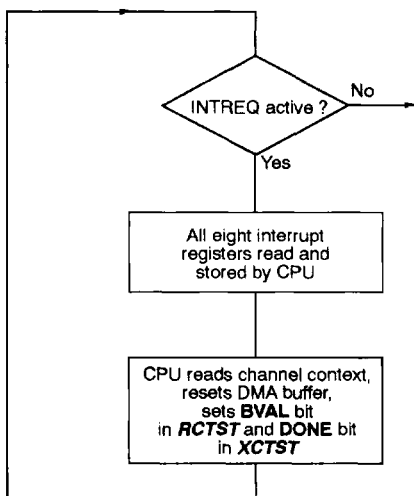 INTREQ active ?
No
Yes
All eight interrupt
registers read and
stored by CPU
CPU reads channel context,
resets DMA buffer,
sets BVAL bit
in RCTST and DONE bit
in XCTST